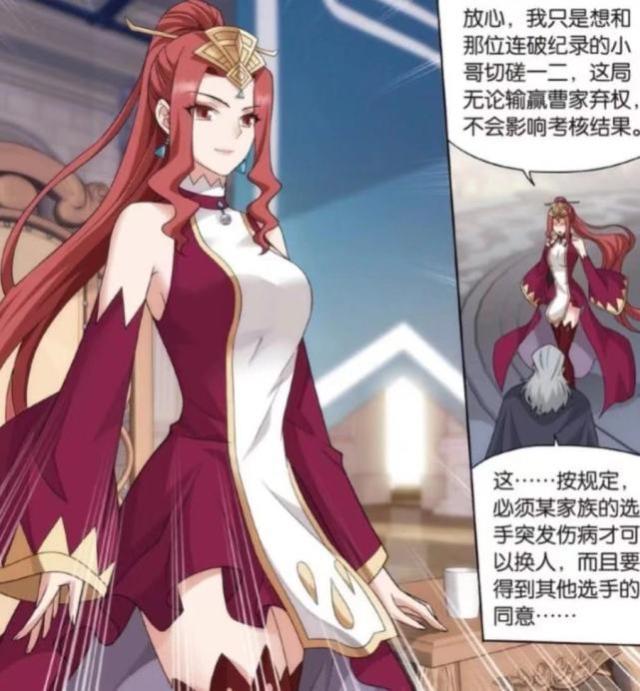 放心，我只是想和
那位连破纪录的小
哥切磋一二，这局
无论输赢曹家弃权，
不会影响考核结果。
这……按规定，
必须某家族的选
手突发伤病才可
以换人，而且要
得到其他选手的
同意……